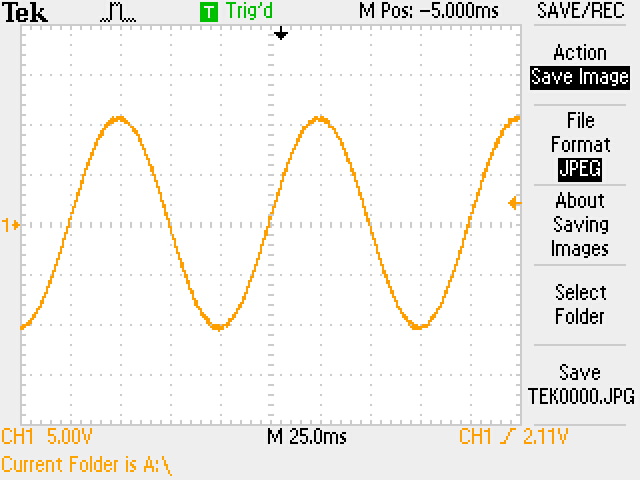 Tek T Trig'd M Pos: -5.000ms SAVE/REC
Action
Save Image
File
Format
JPEG
About
Saving
Images
1
Select
Folder
Save
TEK0000.JPG
CH1 5.00V M 25.0ms CH1 2.11V
Current Folder is A:\